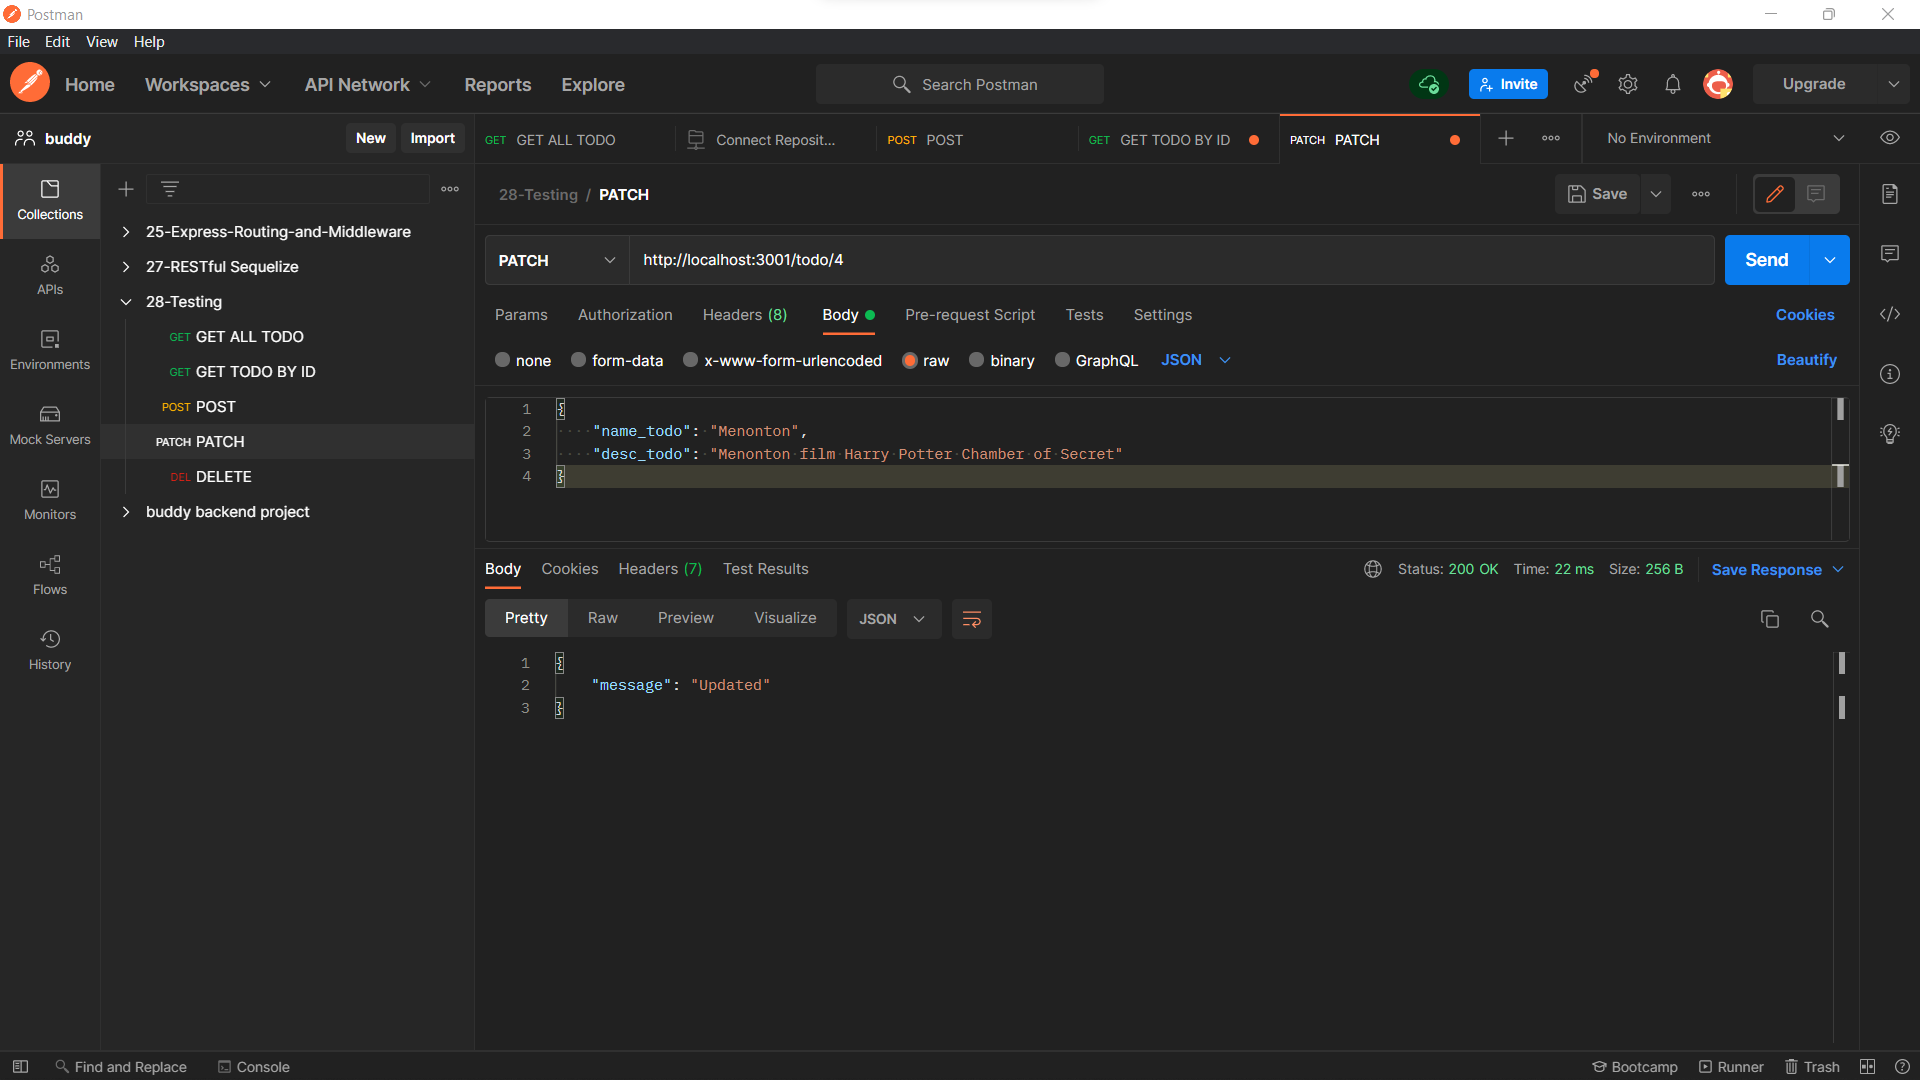 Postman
File Edit View Help
Home Workspaces API Network Reports Explore Search Postman Invite Upgrade
buddy New Import GET GET ALL TODO Connect Reposit... POST POST GET GET TODO BY ID PATCH PATCH No Environment
28-Testing / PATCH Save
Collections
APIs
Environments
Mock Servers
Monitors
Flows
History
25-Express-Routing-and-Middleware
27-RESTful Sequelize
28-Testing
GET GET ALL TODO
GET GET TODO BY ID
POST POST
PATCH PATCH
DEL DELETE
buddy backend project
PATCH http://localhost:3001/todo/4 Send
Params Authorization Headers (8) Body Pre-request Script Tests Settings Cookies
none form-data x-www-form-urlencoded raw binary GraphQL JSON Beautify
1 {
2 "name_todo": "Menonton",
3 "desc_todo": "Menonton film Harry Potter Chamber of Secret"
4 }
Body Cookies Headers (7) Test Results Status: 200 OK Time: 22 ms Size: 256 B Save Response
Pretty Raw Preview Visualize JSON
1 {
2 "message": "Updated"
3 }
Find and Replace Console Bootcamp Runner Trash